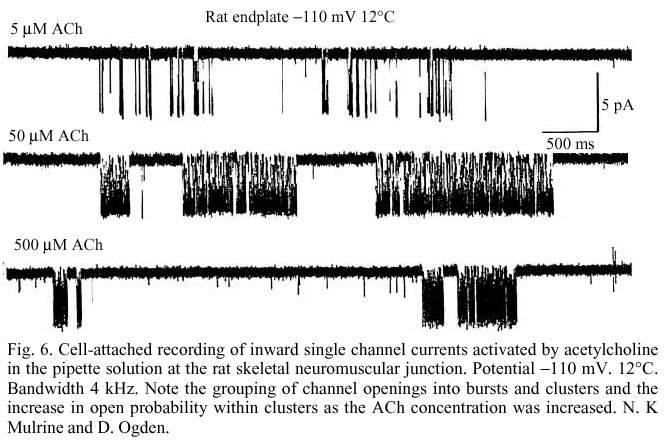 Rat endplate −110 mV 12°C
5 μM ACh
5 pA
500 ms
50 μM ACh
500 μM ACh
Fig. 6. Cell-attached recording of inward single channel currents activated by acetylcholine
in the pipette solution at the rat skeletal neuromuscular junction. Potential −110 mV. 12°C.
Bandwidth 4 kHz. Note the grouping of channel openings into bursts and clusters and the
increase in open probability within clusters as the ACh concentration was increased. N. K
Mulrine and D. Ogden.